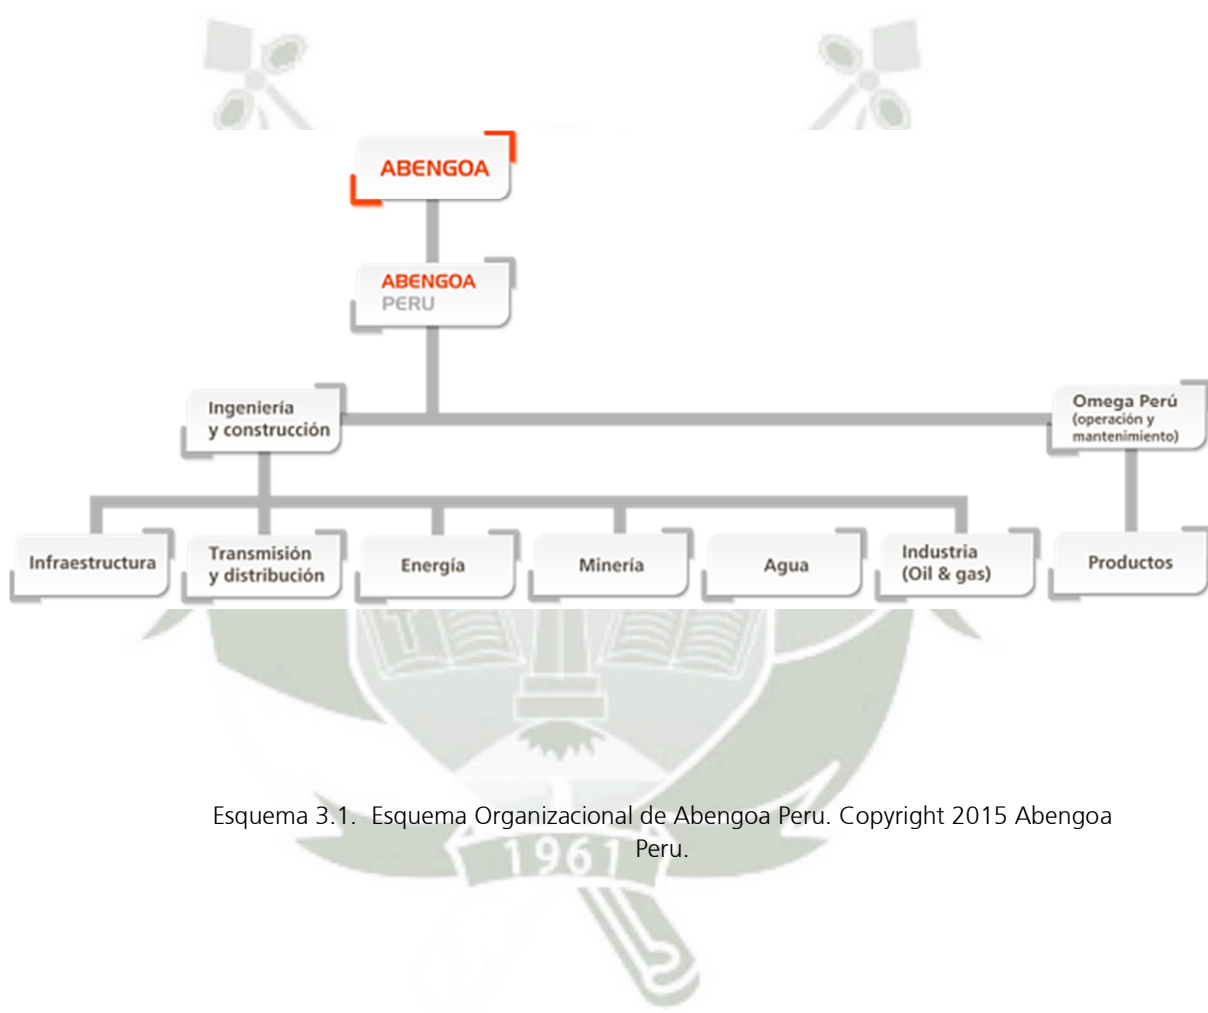 ABENGOA
ABENGOA
PERU
Ingeniería
y construcción
Omega Perú
(operación y
mantenimiento)
Infraestructura
Transmisión
y distribución
Energía
Minería
Agua
Industria
(Oil & gas)
Productos
Esquema 3.1. Esquema Organizacional de Abengoa Peru. Copyright 2015 Abengoa
Peru.
1961